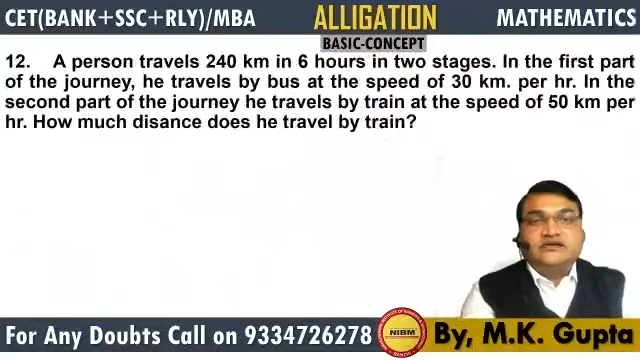 CET(BANK+SSC+RLY)/MBA
ALLIGATION
MATHEMATICS
BASIC-CONCEPT
12. A person travels 240 km in 6 hours in two stages. In the first part
of the journey, he travels by bus at the speed of 30 km. per hr. In the
second part of the journey he travels by train at the speed of 50 km per
hr. How much disance does he travel by train?
For Any Doubts Call on 9334726278
NIBM
RANCHI
By, M.K. Gupta